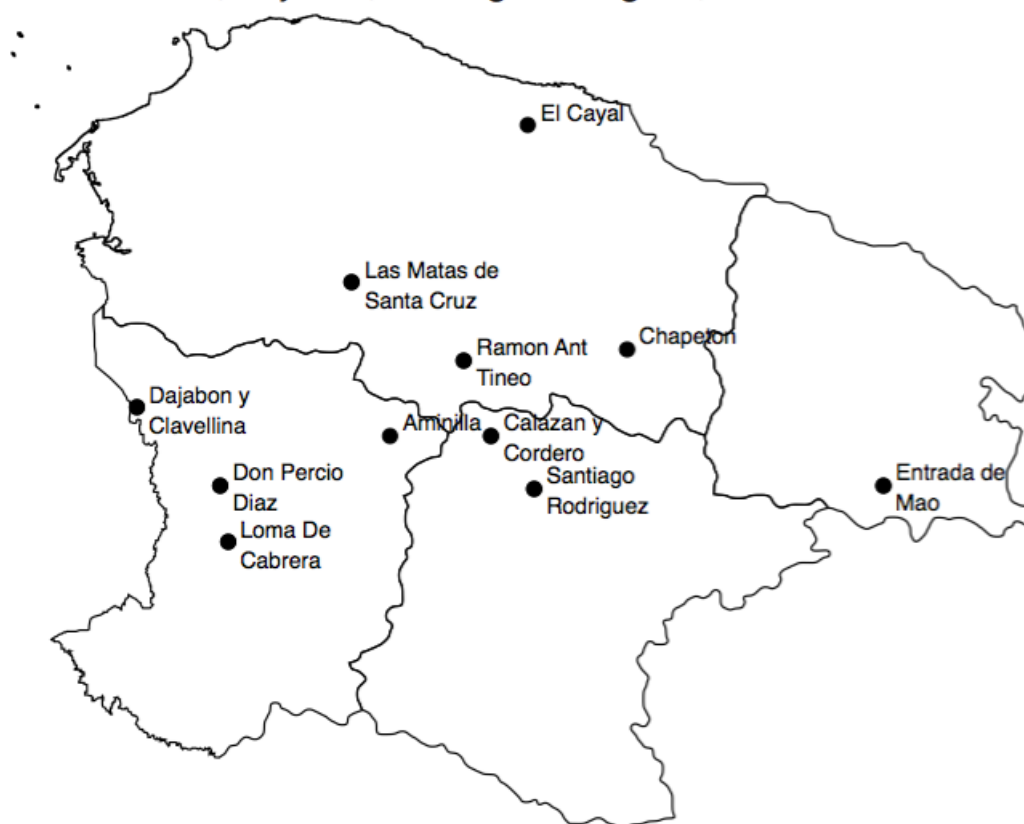 El Cayal
Las Matas de
Santa Cruz
Chapeton
Ramon Ant
Tineo
Dajabon y
Clavellina
Aminilla
Calazan y
Cordero
Don Percio
Diaz
Santiago
Rodriguez
Entrada de
Mao
Loma De
Cabrera